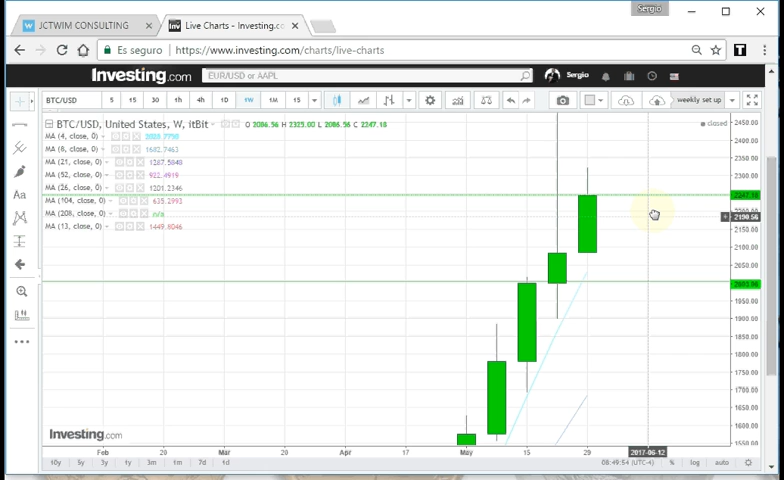 Sergio
JCTWIM CONSULTING
Live Charts - Investing.co
Es seguro
https://www.investing.com/charts/live-charts
Investing.com
EUR/USD or AAPL
Sergio
BTC/USD
5 15 30 1h 4h 1D 1W 1M 15
weekly set up
BTC/USD, United States, W, itBit
O 2086.56 H 2325.00 L 2086.56 C 2247.18
closed
MA (4, close, 0)
MA (8, close, 0) 1682.7463
MA (21, close, 0) 1287.5848
MA (52, close, 0) 922.4919
MA (26, close, 0) 1201.2346
MA (104, close, 0) 635.2993
MA (208, close, 0) n/a
MA (13, close, 0) 1449.8046
Aa
2450.00
2400.00
2350.00
2300.00
2247.18
2190.56
2150.00
2100.00
2050.00
1950.00
1900.00
1850.00
1800.00
1750.00
1700.00
1650.00
1600.00
1550.00
Investing.com
Feb 20 Mar 20 Apr 17 May 15 29 2017-06-12
10y 5y 3y 1y 3m 1m 7d 1d
08:49:54 (UTC-4) % log auto